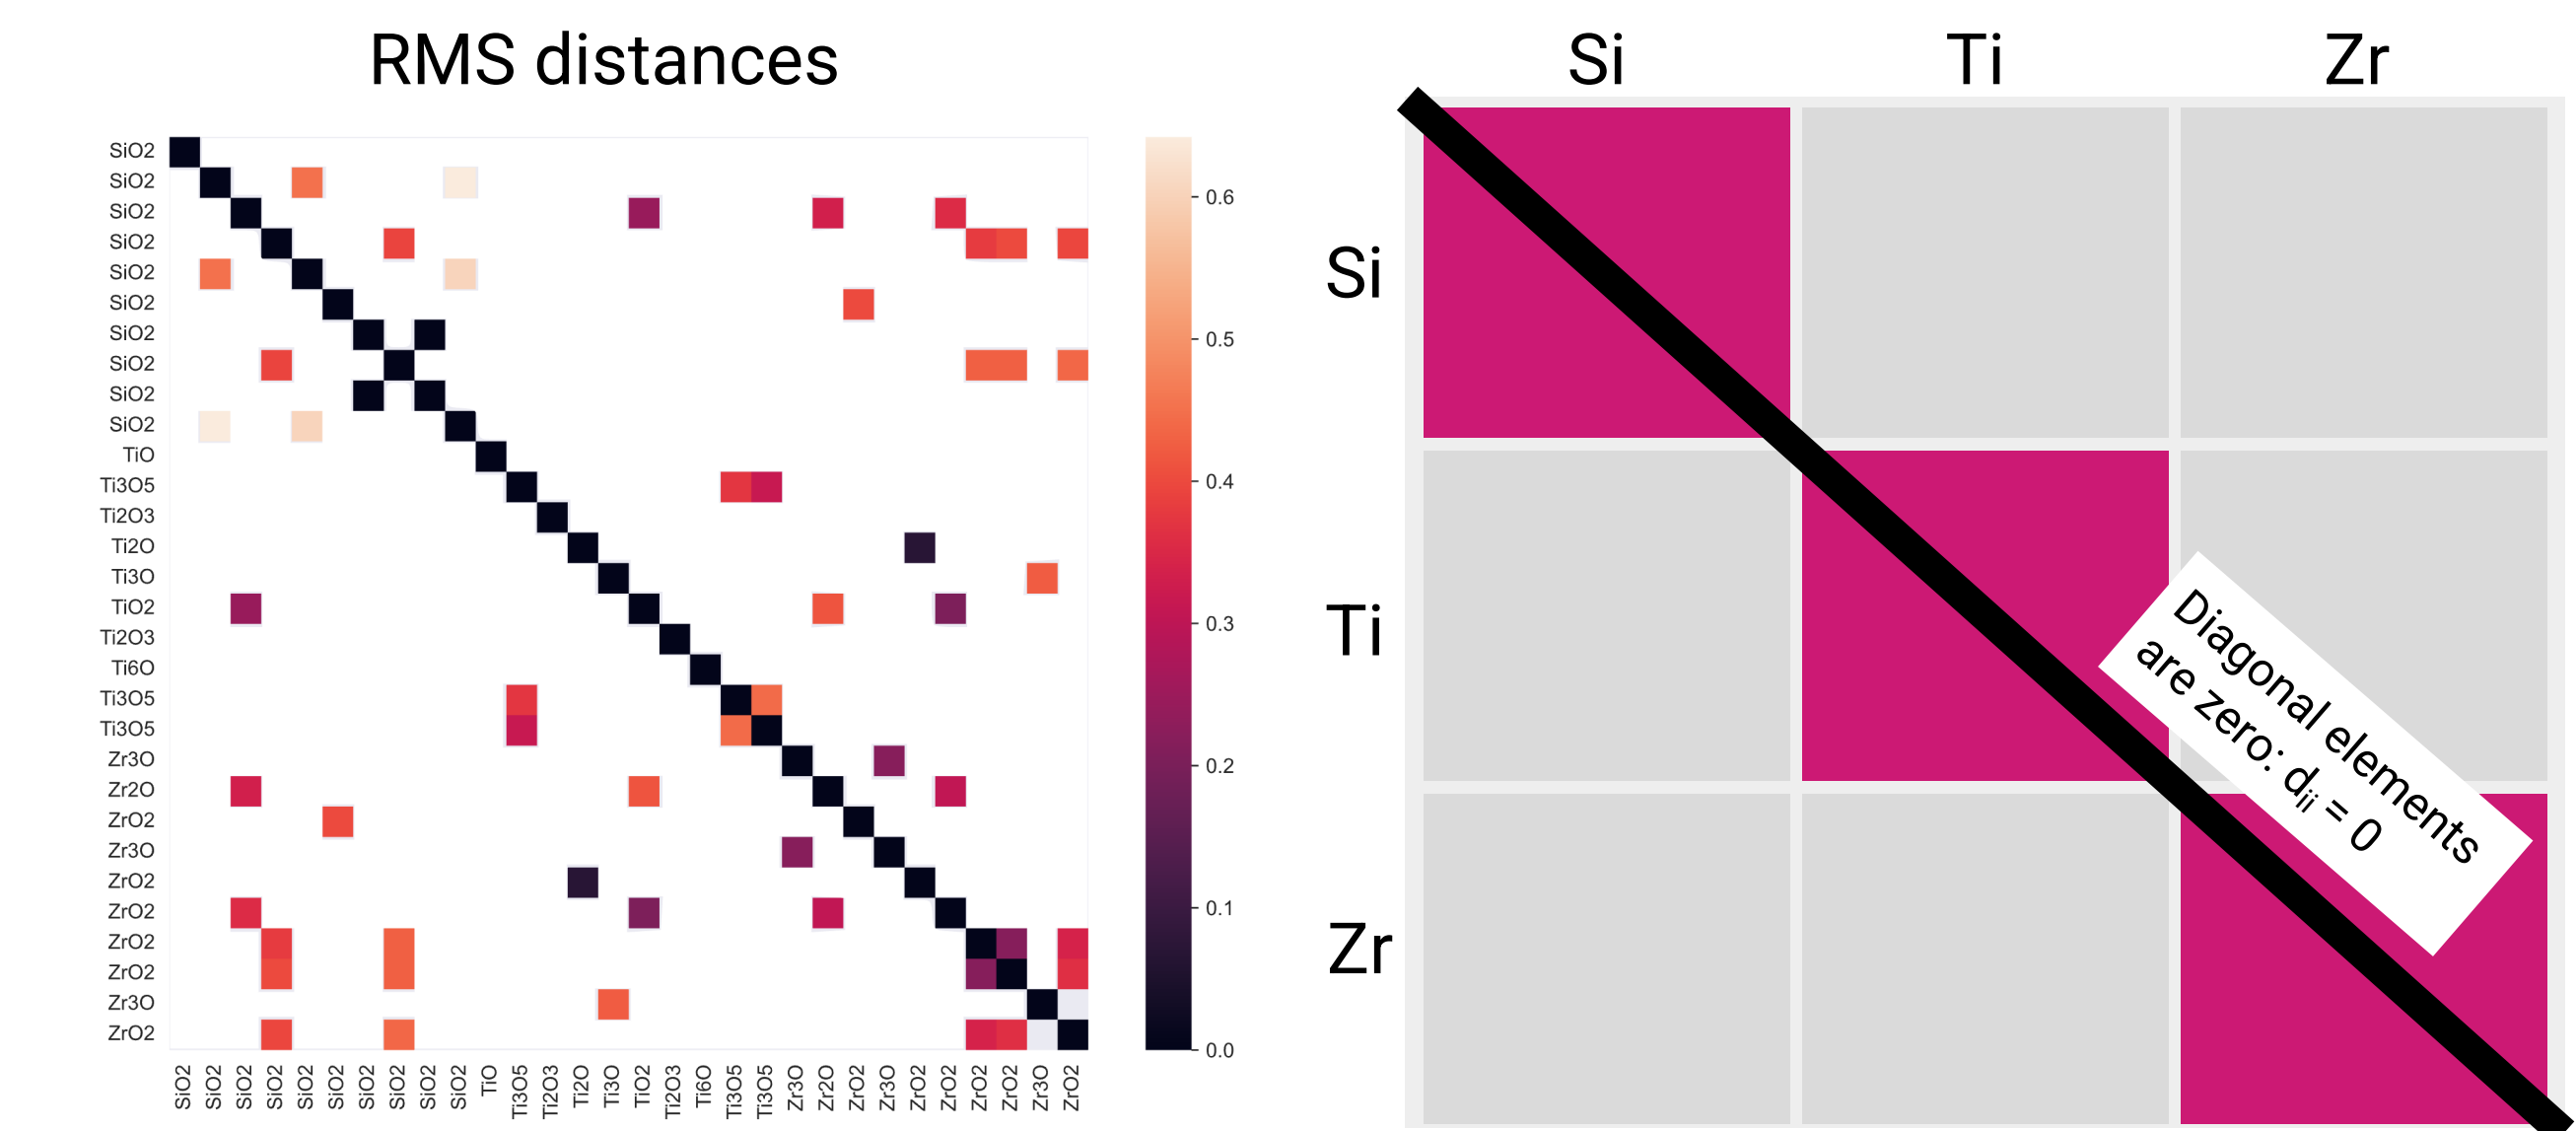 RMS distances
SiO2
SiO2
SiO2
SiO2
SiO2
SiO2
SiO2
SiO2
SiO2
SiO2
TiO
Ti3O5
Ti2O3
Ti2O
Ti3O
TiO2
Ti2O3
Ti6O
Ti3O5
Ti3O5
Zr3O
Zr2O
ZrO2
Zr3O
ZrO2
ZrO2
ZrO2
ZrO2
Zr3O
ZrO2
SiO2
SiO2
SiO2
SiO2
SiO2
SiO2
SiO2
SiO2
SiO2
SiO2
TiO
Ti3O5
Ti2O3
Ti2O
Ti3O
TiO2
Ti2O3
Ti6O
Ti3O5
Ti3O5
Zr3O
Zr2O
ZrO2
Zr3O
ZrO2
ZrO2
ZrO2
ZrO2
Zr3O
ZrO2
0.6
0.5
0.4
0.3
0.2
0.1
0.0
Si Ti Zr
Si
Ti
Zr
Diagonal elements
are zero: dii = 0